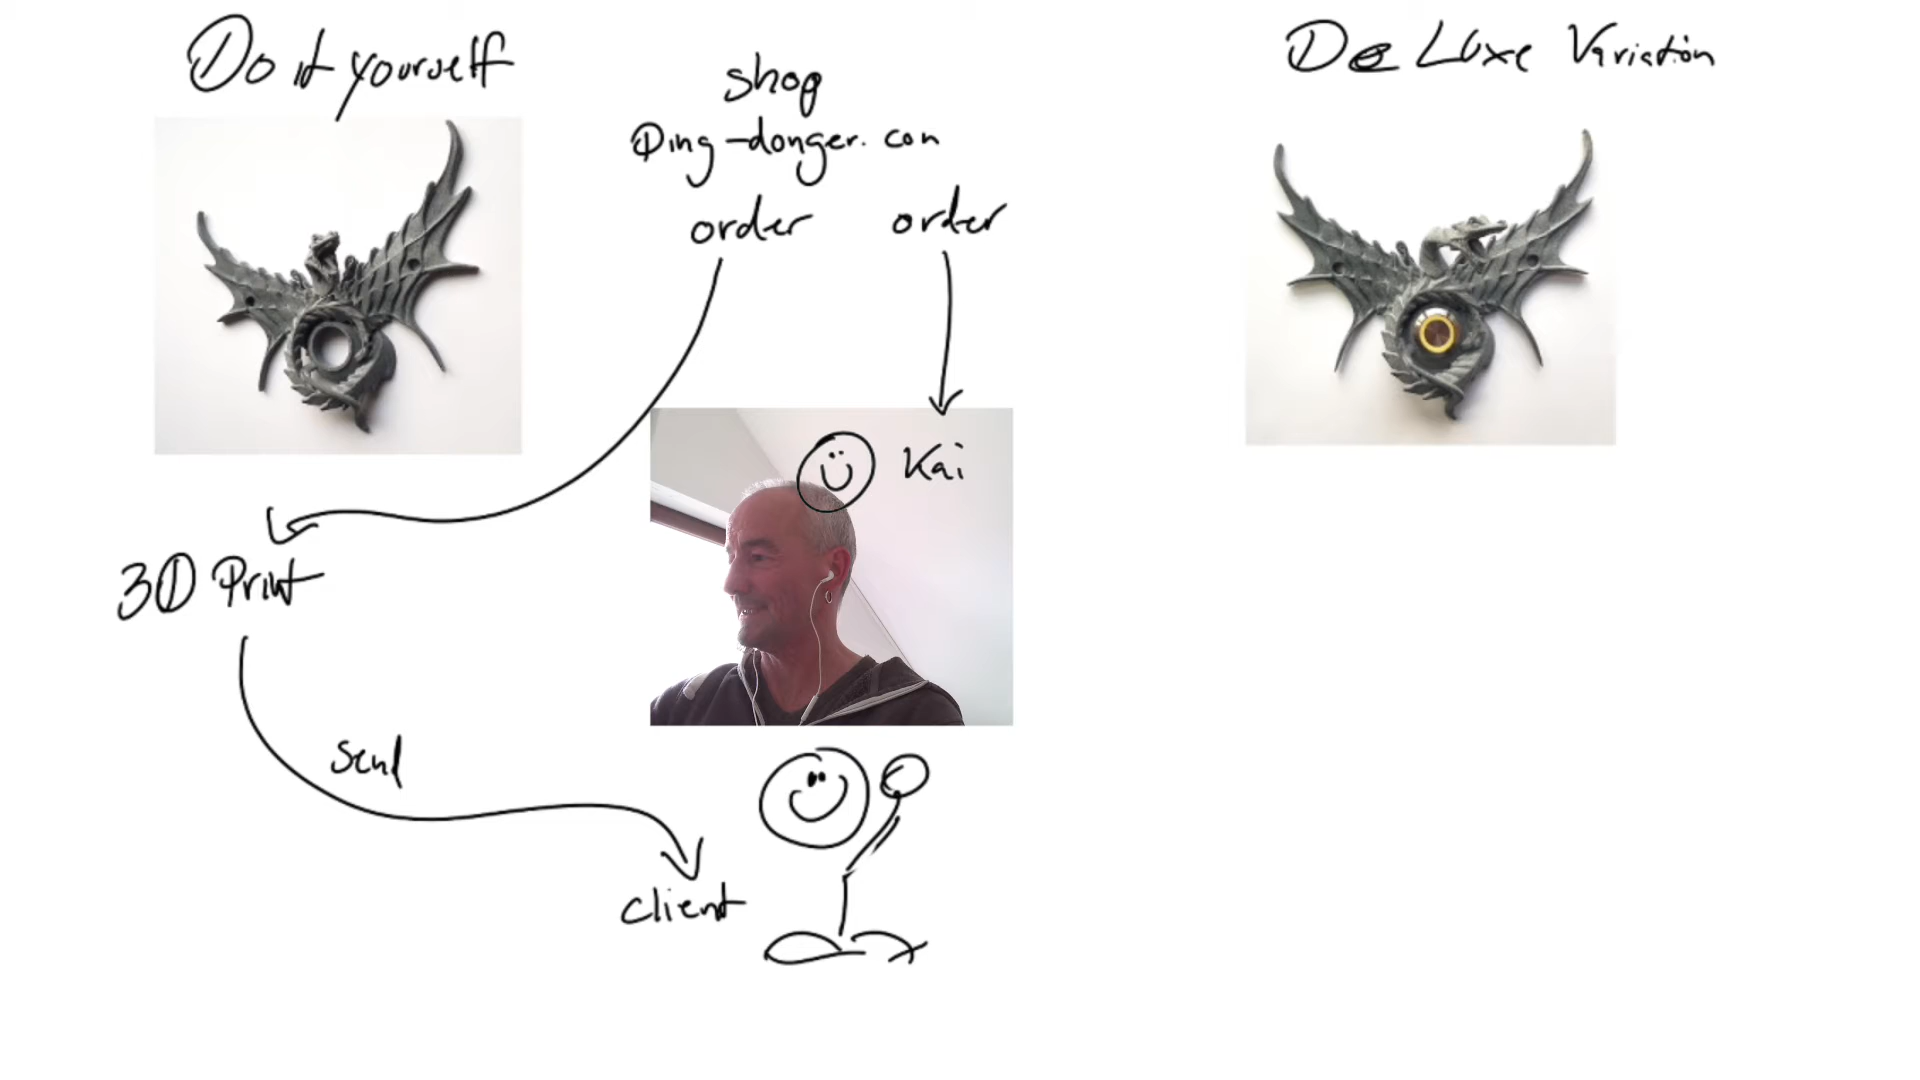 Do it yourself
shop
Ding-donger.com
order order
De Luxe Variation
Kai
3D Print
Send
Client